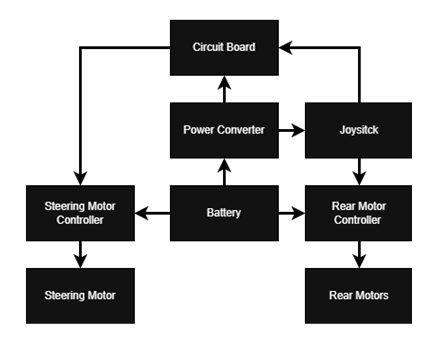 Circuit Board
Power Converter
Joysitck
Steering Motor
Controller
Battery
Rear Motor
Controller
Steering Motor
Rear Motors